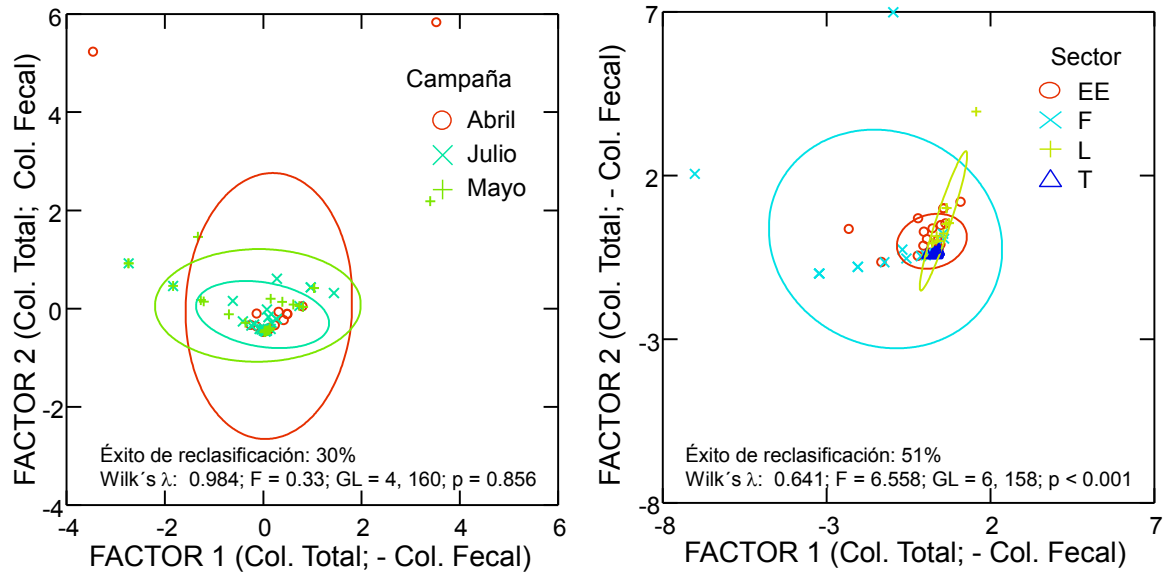 FACTOR 2 (Col. Total;  Col. Fecal)
6
4
2
0
-2
-4
-4
-2
0
2
4
6
Campaña
Abril
Julio
Mayo
Éxito de reclasificación: 30%
Wilk´s λ: 0.984; F = 0.33; GL = 4, 160; p = 0.856
FACTOR 1 (Col. Total; - Col. Fecal)
FACTOR 2 (Col. Total; - Col. Fecal)
7
2
-3
-8
-8
-3
2
7
Sector
EE
F
L
T
Éxito de reclasificación: 51%
Wilk´s λ: 0.641; F = 6.558; GL = 6, 158; p < 0.001
FACTOR 1 (Col. Total; - Col. Fecal)